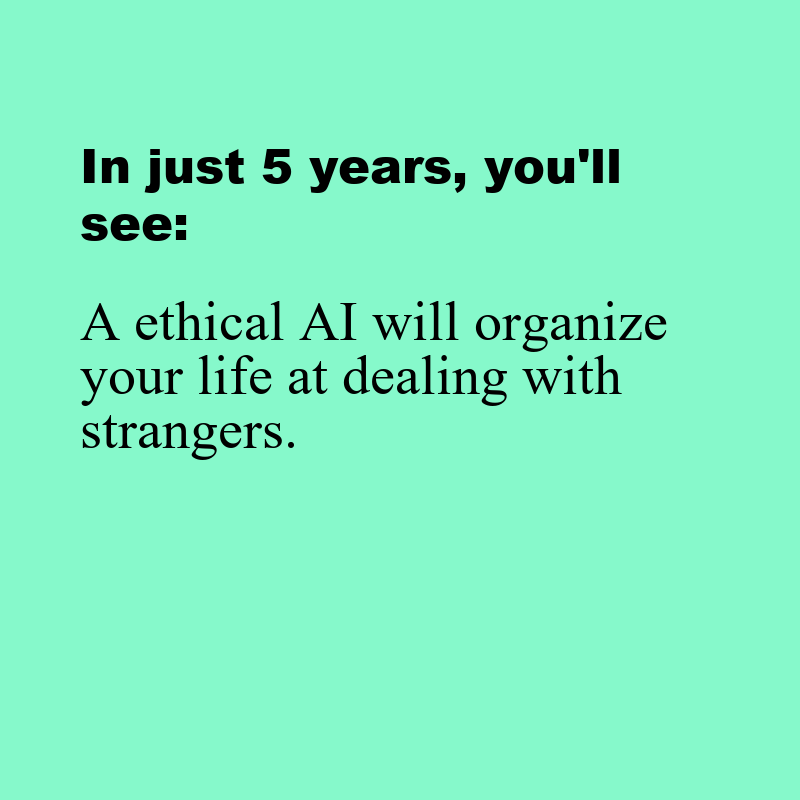 In just 5 years, you'll
see:
A ethical AI will organize
your life at dealing with
strangers.